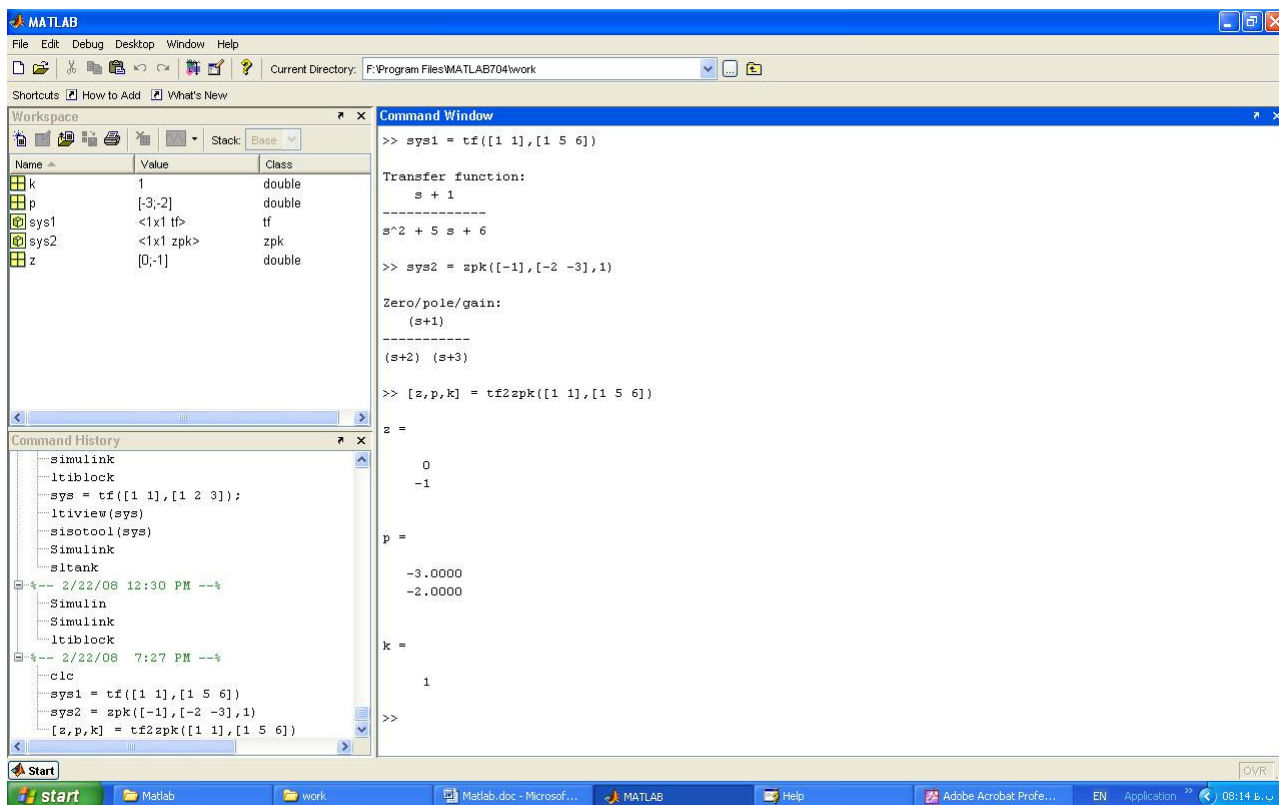 MATLAB
File Edit Debug Desktop Window Help
Current Directory: F:\Program Files\MATLAB704\work
Shortcuts How to Add What's New
Workspace
Stack: Base
Name Value Class
k 1 double
p [-3;-2] double
sys1 <1x1 tf> tf
sys2 <1x1 zpk> zpk
z [0;-1] double
Command History
simulink
ltiblock
sys = tf([1 1],[1 2 3]);
ltiview(sys)
sisotool(sys)
Simulink
sltank
%-- 2/22/08 12:30 PM --%
Simulin
Simulink
ltiblock
%-- 2/22/08 7:27 PM --%
clc
sys1 = tf([1 1],[1 5 6])
sys2 = zpk([-1],[-2 -3],1)
[z,p,k] = tf2zpk([1 1],[1 5 6])
Command Window
>> sys1 = tf([1 1],[1 5 6])
Transfer function:
s + 1
-------------
s^2 + 5 s + 6
>> sys2 = zpk([-1],[-2 -3],1)
Zero/pole/gain:
(s+1)
-----------
(s+2) (s+3)
>> [z,p,k] = tf2zpk([1 1],[1 5 6])
z =
0
-1
p =
-3.0000
-2.0000
k =
1
>>
Start
OVR
start
Matlab
work
Matlab.doc - Microsof...
MATLAB
Help
Adobe Acrobat Profe...
EN
Application
08:14 ب.ظ